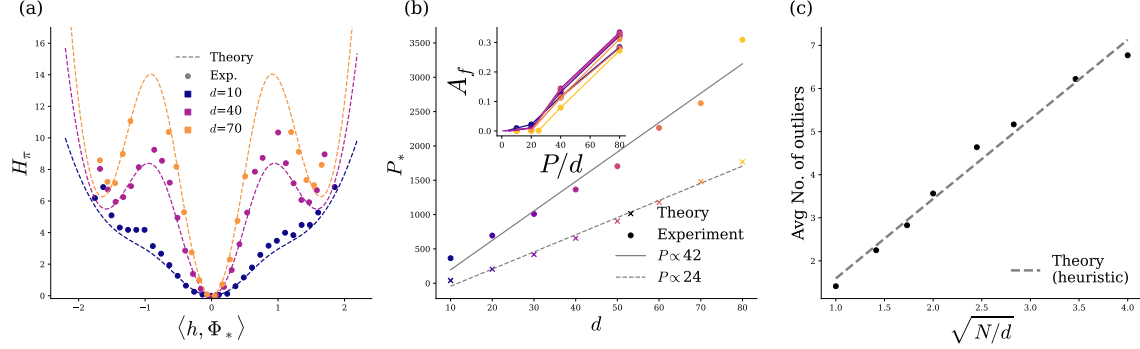 (a)
16
14
12
10
8
6
4
2
0
H_π
−2
−1
0
1
2
⟨h, Φ_*⟩
Theory
Exp.
d=10
d=40
d=70
(b)
3500
3000
2500
2000
1500
1000
500
0
P_*
10
20
30
40
50
60
70
80
d
0.3
0.2
0.1
0.0
A_f
0
20
40
60
80
P/d
Theory
Experiment
P ∝ 42
P ∝ 24
(c)
7
6
5
4
3
2
Avg No. of outliers
1.0
1.5
2.0
2.5
3.0
3.5
4.0
√N/d
Theory
(heuristic)